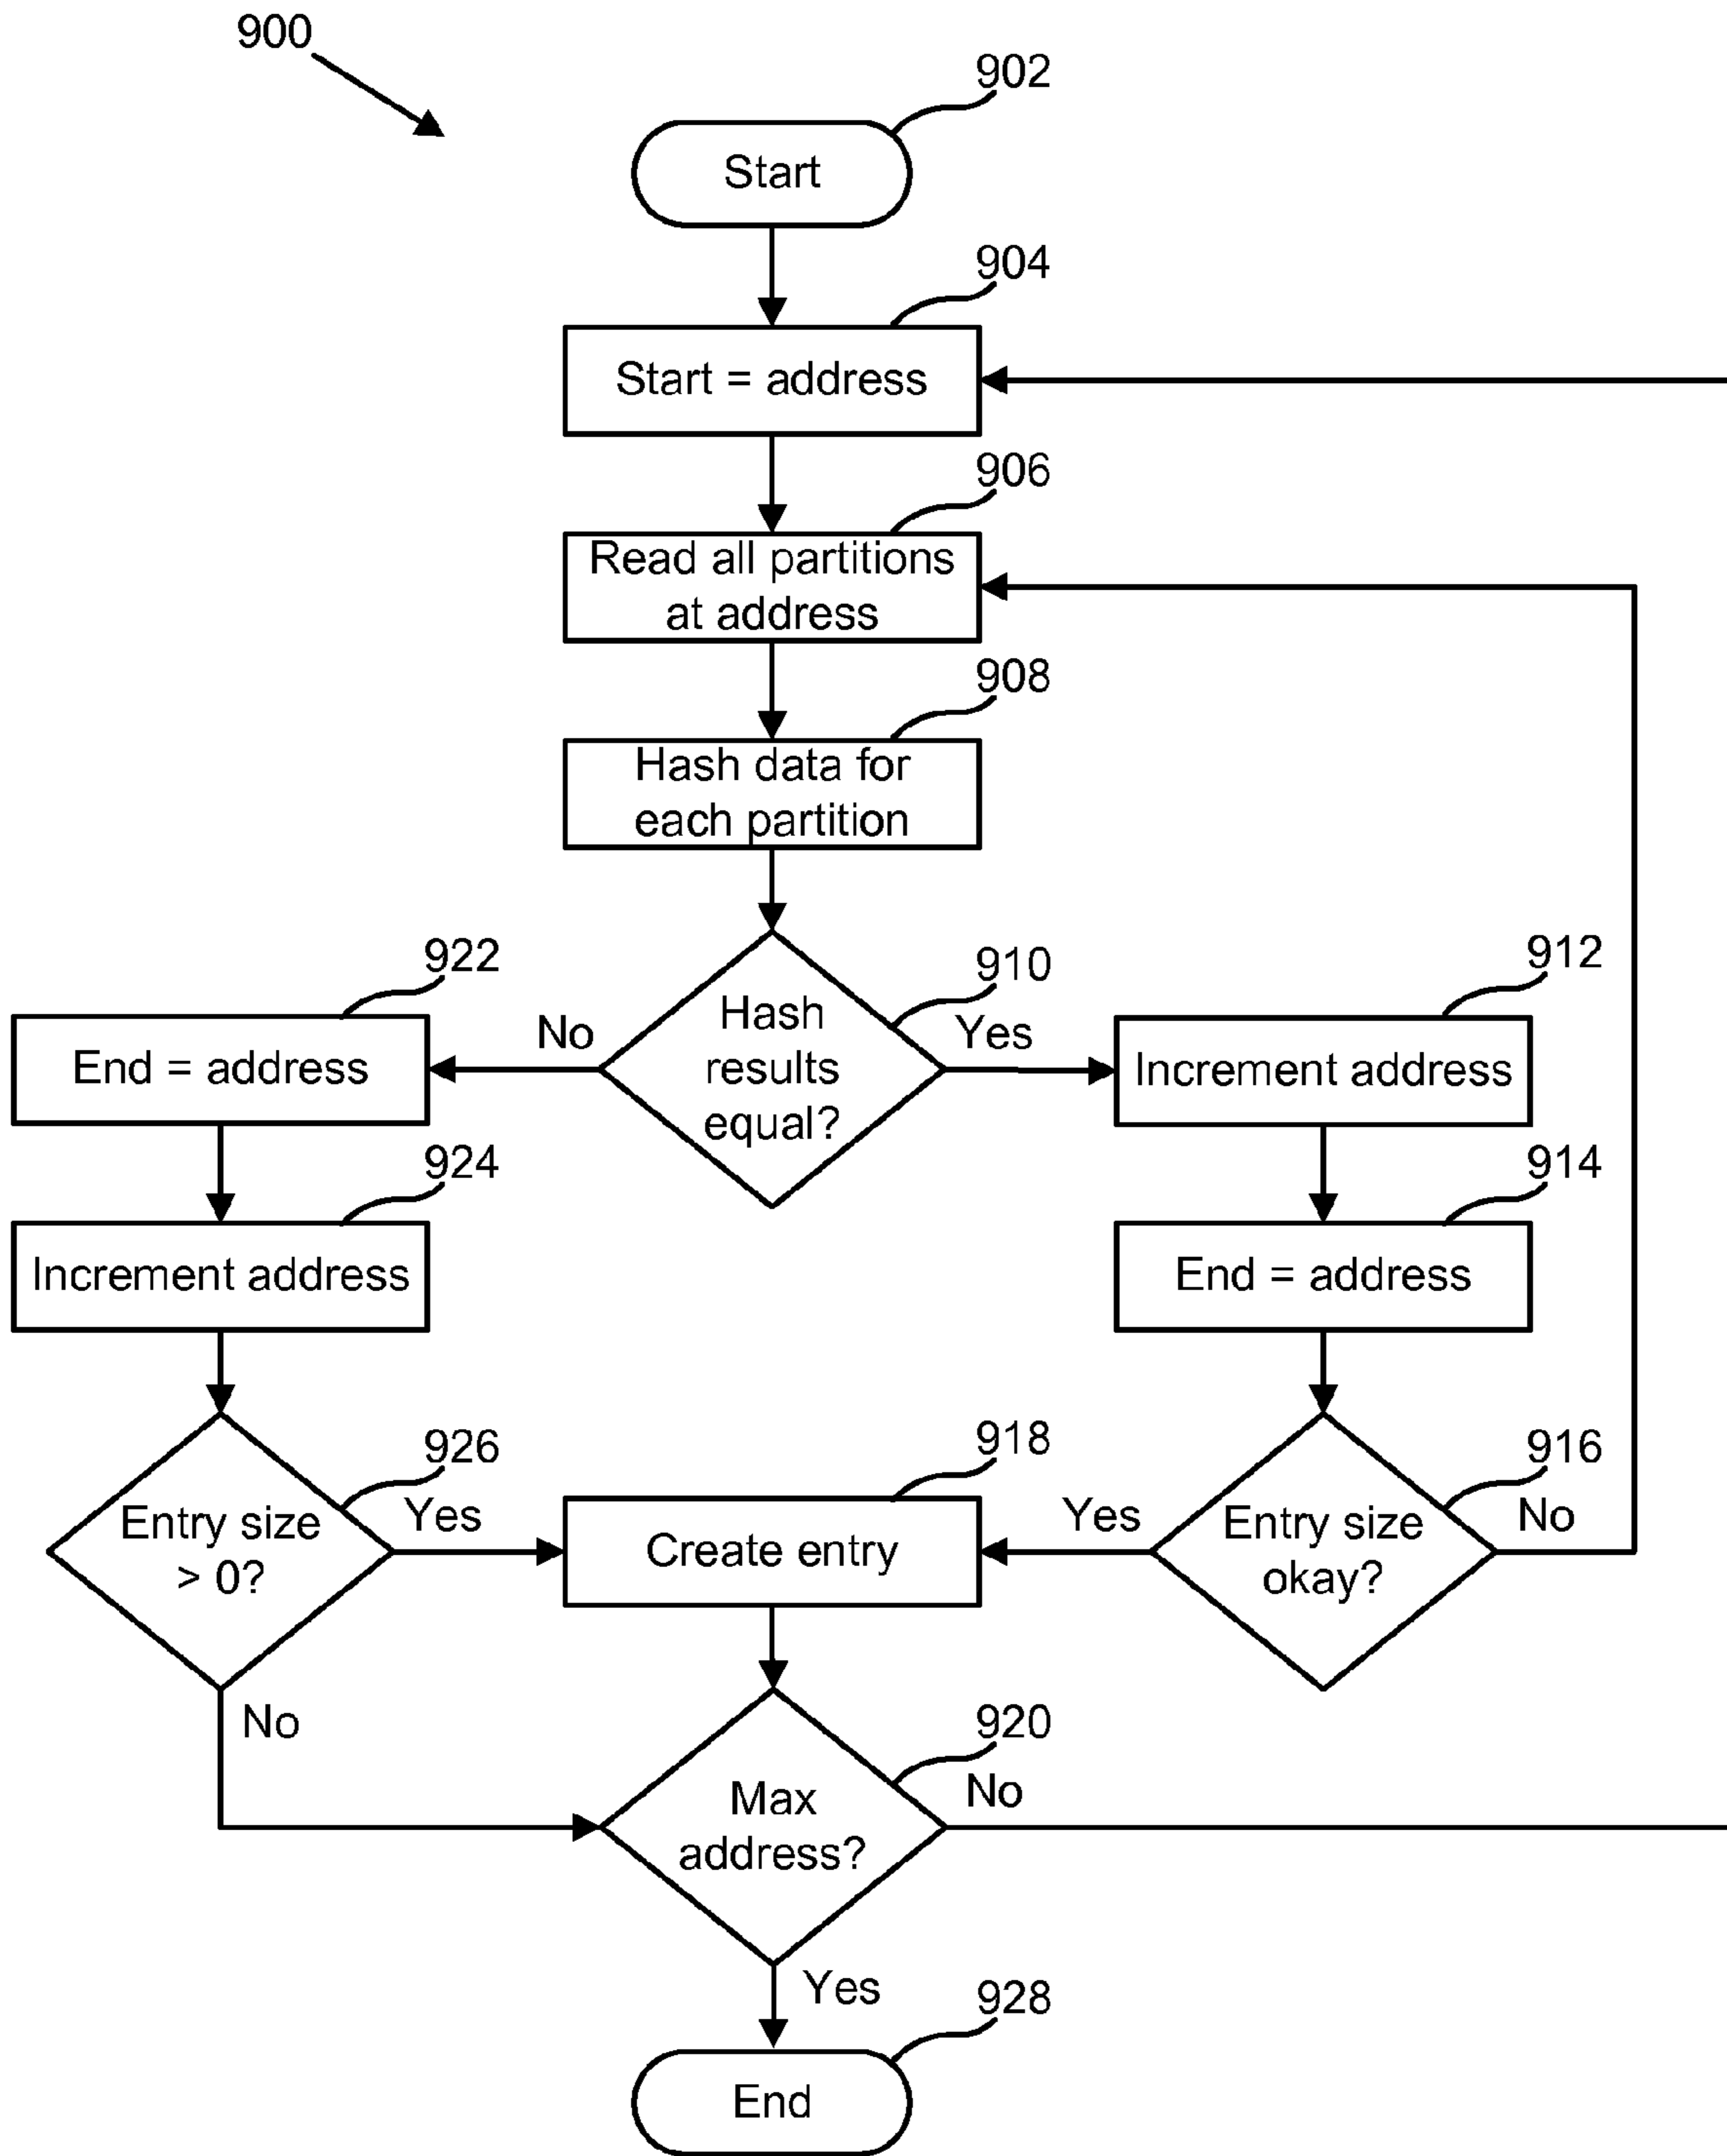 900
902
Start
904
Start = address
906
Read all partitions
at address
908
Hash data for
each partition
922
910
912
End = address
No
Hash
results
equal?
Yes
Increment address
924
914
Increment address
End = address
926
918
916
Entry size
> 0?
Yes
Create entry
Yes
Entry size
okay?
No
No
920
Max
address?
No
Yes
928
End